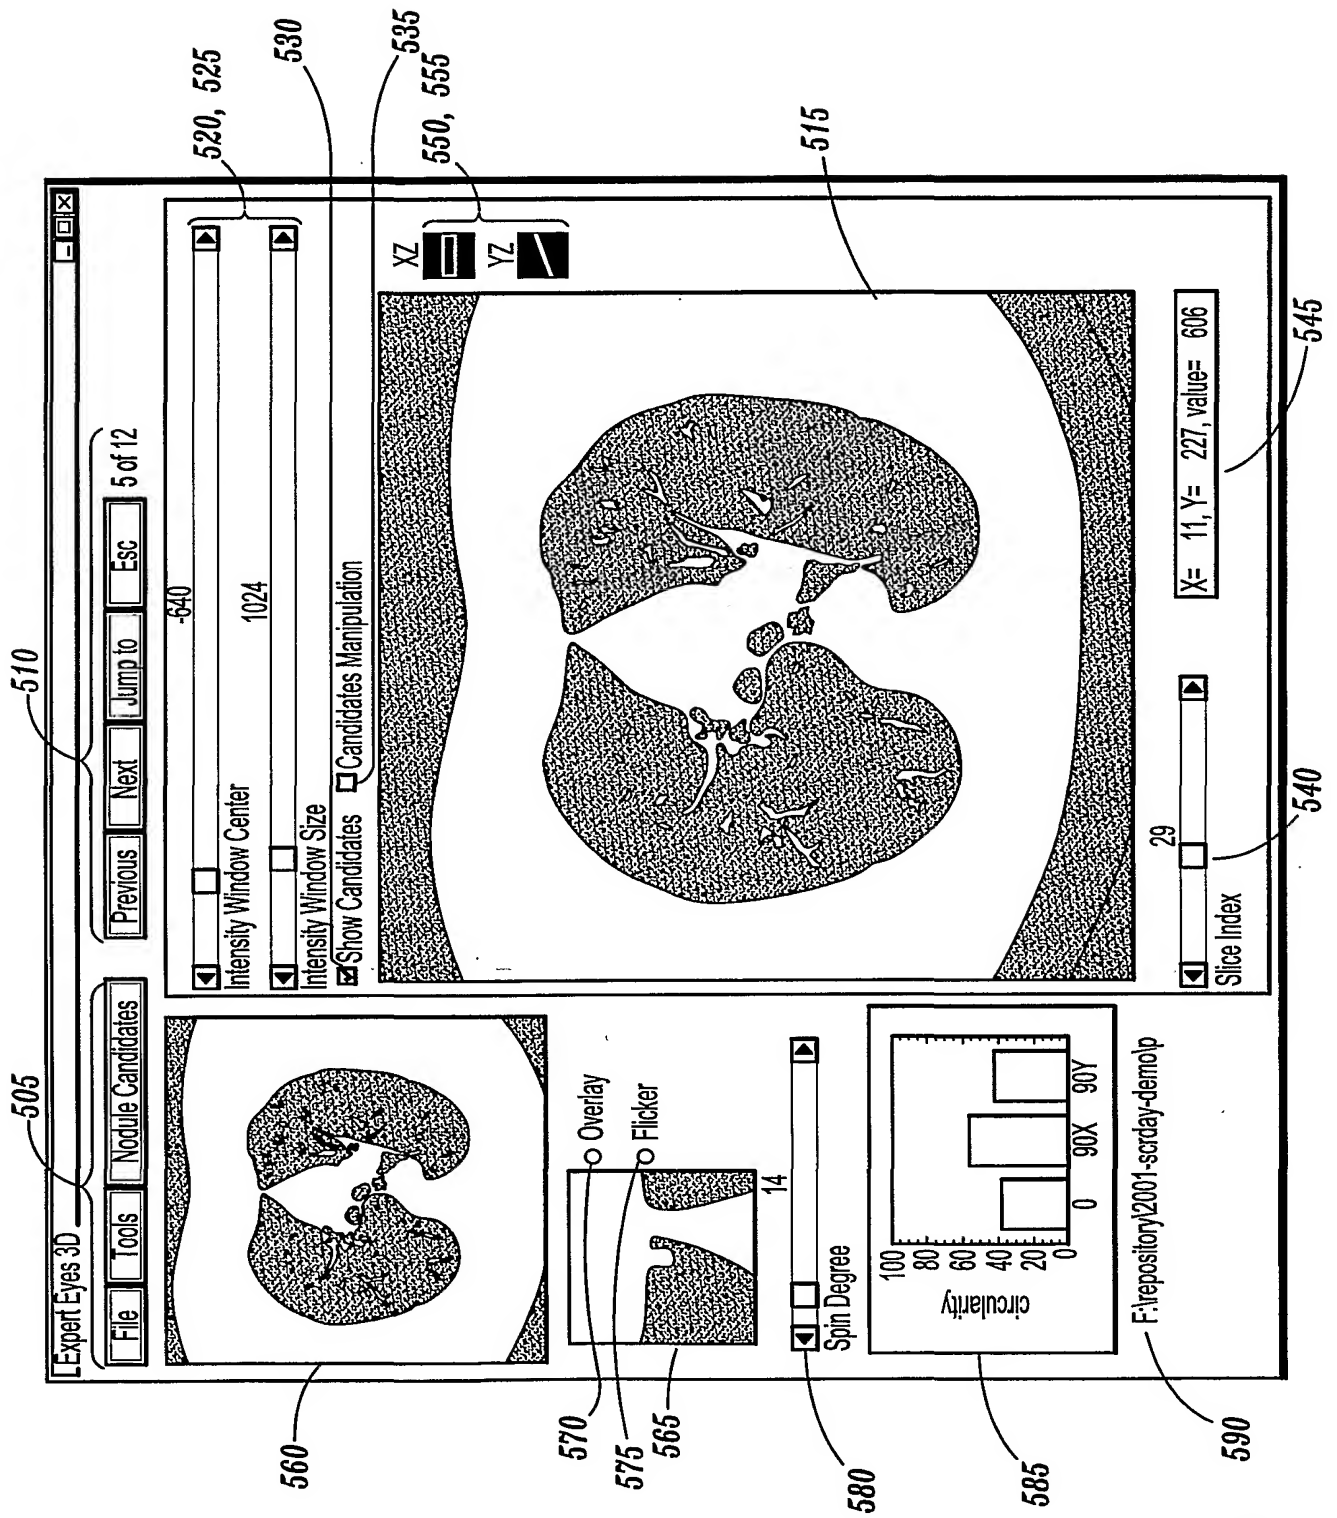 Expert Eyes 3D
505
510
File
Tools
Nodule Candidates
Previous
Next
Jump to
Esc
5 of 12
-640
Intensity Window Center
1024
Intensity Window Size
520, 525
Show Candidates
Candidates Manipulation
530
535
XZ
YZ
550, 555
515
560
Overlay
Flicker
570
575
565
14
Spin Degree
580
circularity
100
80
60
40
20
0
0
90X
90Y
585
F:\repository\2001-scrday-demo\p
590
29
Slice Index
540
X= 11, Y= 227, value= 606
545